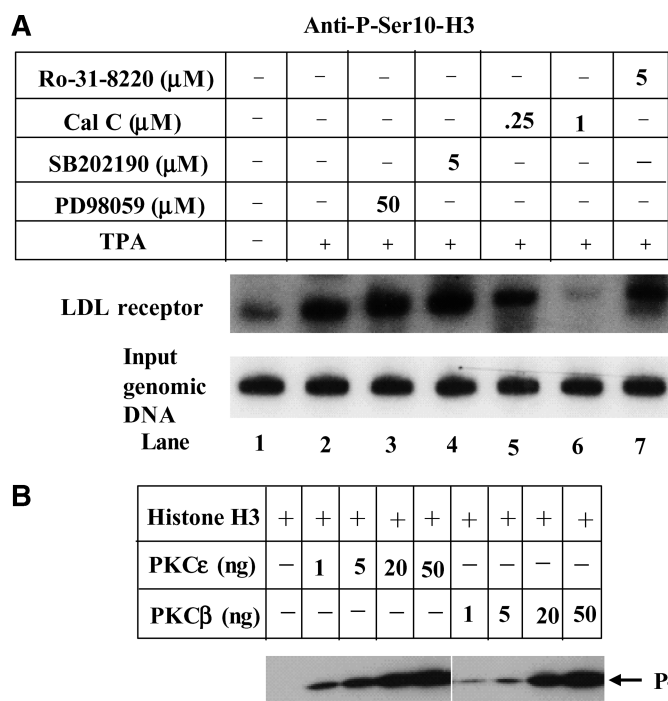 A
Anti-P-Ser10-H3
Ro-31-8220 (μM) – – – – – – 5
Cal C (μM) – – – – .25 1 –
SB202190 (μM) – – – 5 – – –
PD98059 (μM) – – 50 – – – –
TPA – + + + + + +
LDL receptor
Input
genomic
DNA
Lane 1 2 3 4 5 6 7
B
Histone H3 + + + + + + + + +
PKCε (ng) – 1 5 20 50 – – – –
PKCβ (ng) – – – – – 1 5 20 50
P